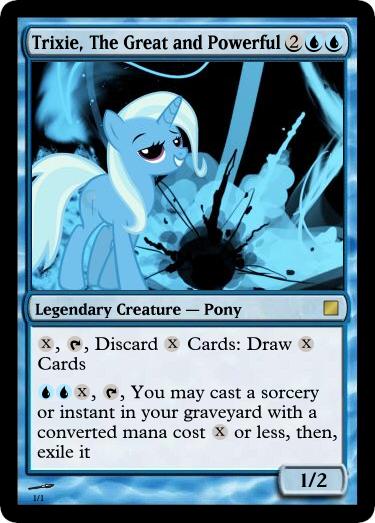 Trixie, The Great and Powerful 2
Legendary Creature — Pony
X, , Discard X Cards: Draw X
Cards
X, , You may cast a sorcery
or instant in your graveyard with a
converted mana cost X or less, then,
exile it
1/2
1/1